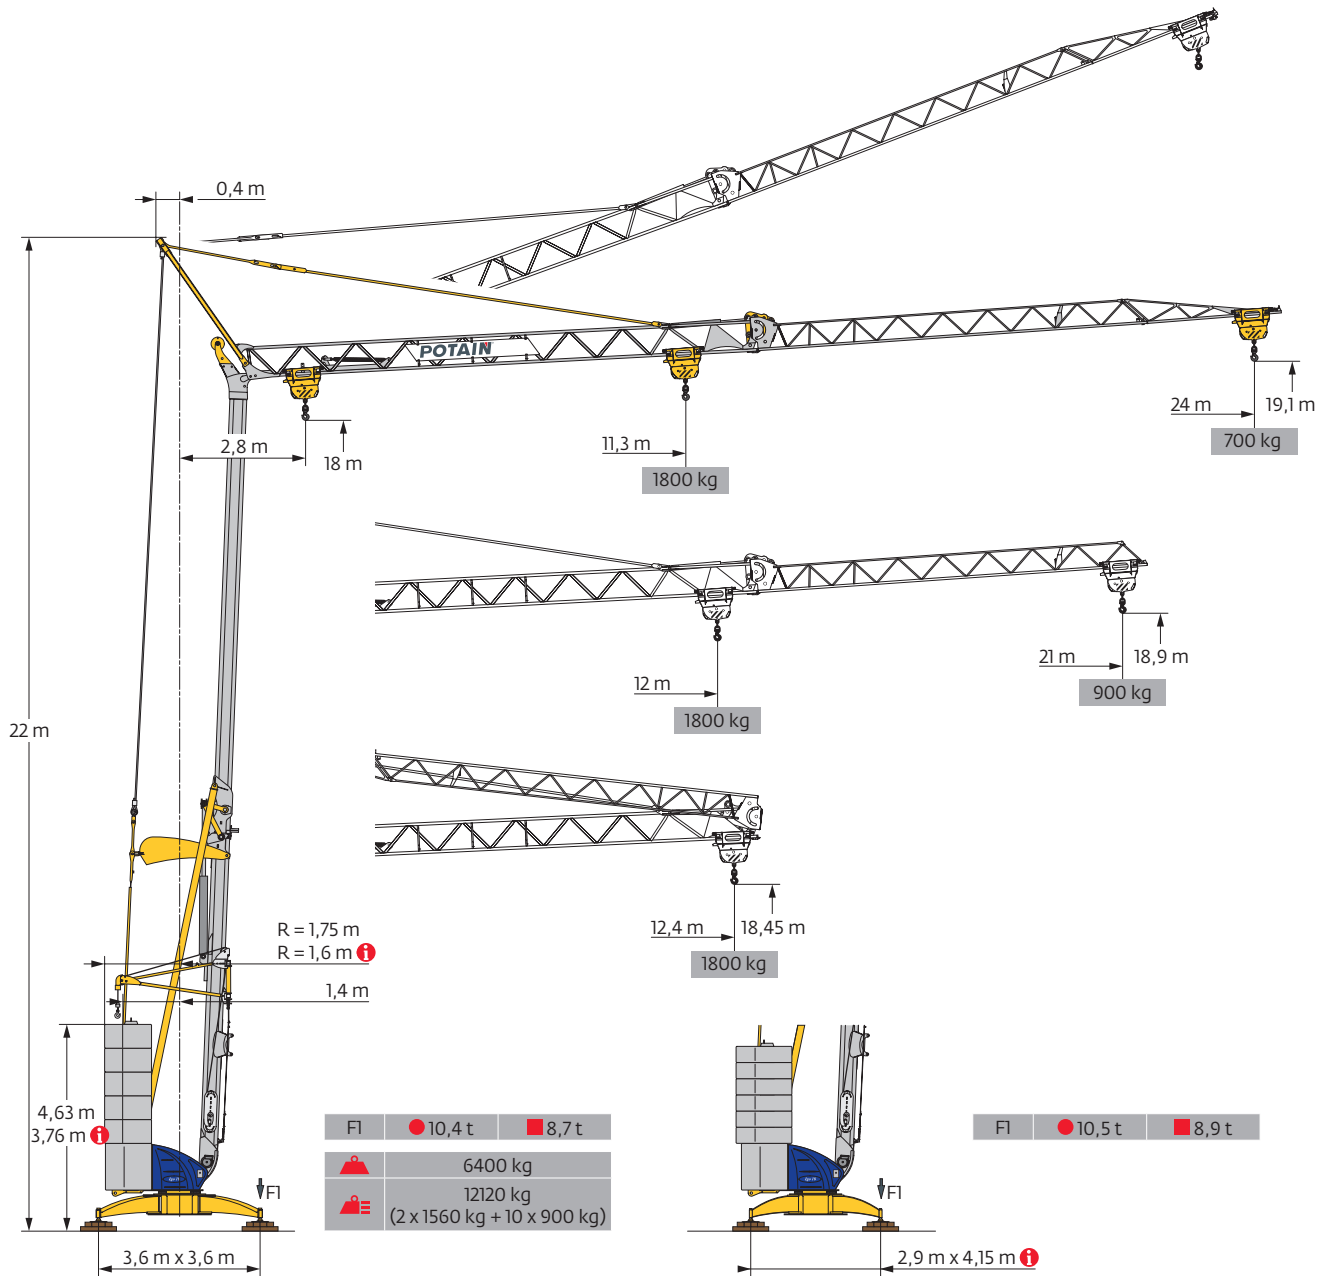 0,4 m
POTAIN
2,8 m
18 m
11,3 m
1800 kg
24 m
19,1 m
700 kg
12 m
1800 kg
21 m
18,9 m
900 kg
22 m
12,4 m
18,45 m
1800 kg
R = 1,75 m
R = 1,6 m i
1,4 m
4,63 m
3,76 m i
F1
3,6 m x 3,6 m
F1 10,4 t 8,7 t
6400 kg
12120 kg
(2 x 1560 kg + 10 x 900 kg)
F1
2,9 m x 4,15 m i
F1 10,5 t 8,9 t